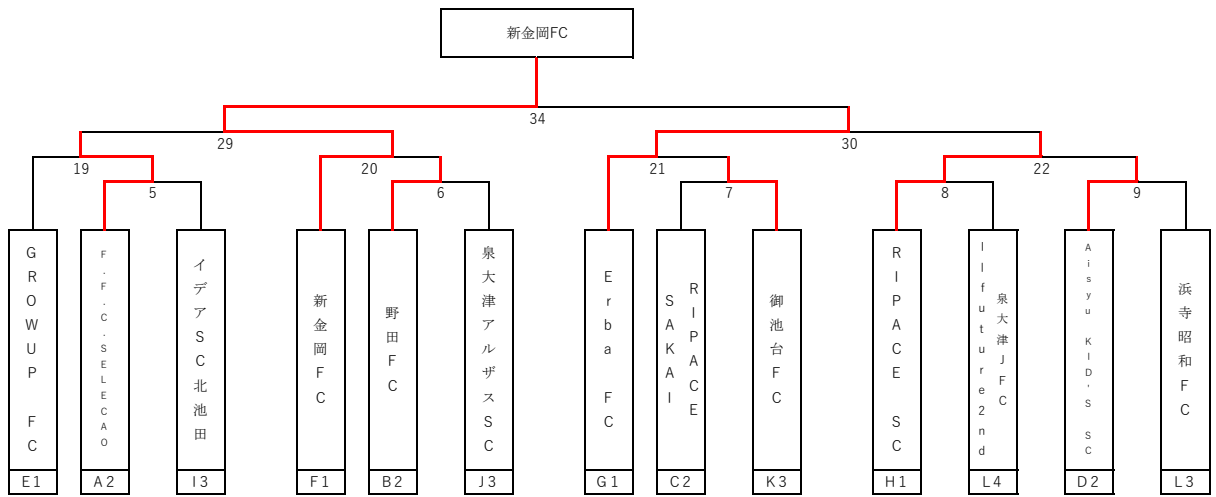 新金岡FC
34
29
30
19
20
21
22
5
6
7
8
9
GROWUP FC
F.F.C.SELECAO
イデアSC北池田
新金岡FC
野田FC
泉大津アルザスSC
Erba FC
RIPACE
SAKAI
御池台FC
RIPACE SC
泉大津JFC
Ilfuture2nd
Aisyu KID'S SC
浜寺昭和FC
E1
A2
I3
F1
B2
J3
G1
C2
K3
H1
L4
D2
L3